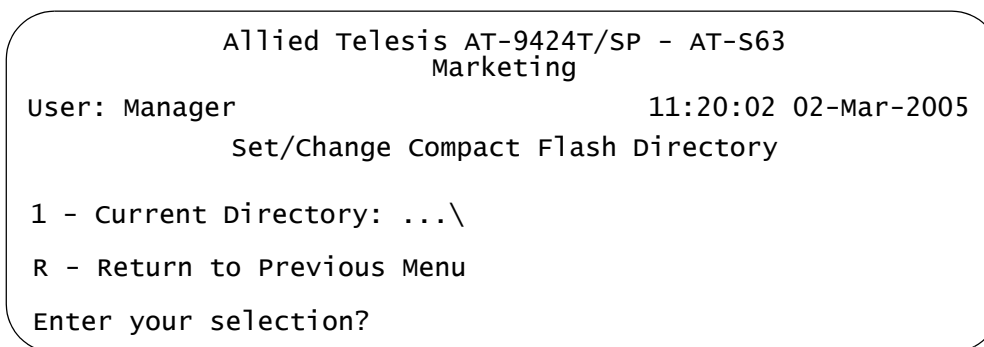 Allied Telesis AT-9424T/SP - AT-S63
Marketing
User: Manager 11:20:02 02-Mar-2005
Set/Change Compact Flash Directory
1 - Current Directory: ...\
R - Return to Previous Menu
Enter your selection?